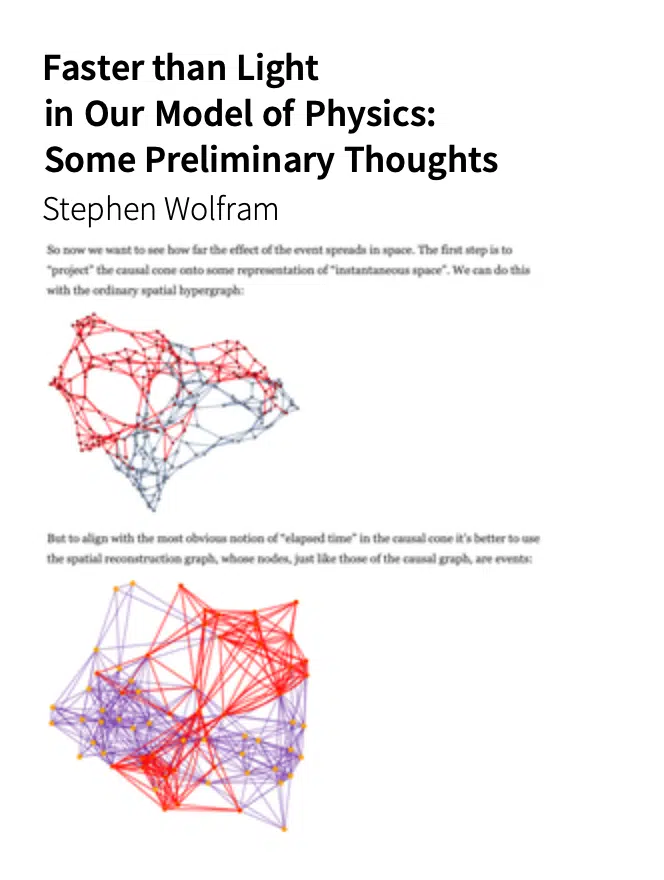 Faster than Light
in Our Model of Physics:
Some Preliminary Thoughts
Stephen Wolfram
So now we want to see how far the effect of the event spreads in space. The first step is to
“project” the causal cone onto some representation of “instantaneous space”. We can do this
with the ordinary spatial hypergraph:
But to align with the most obvious notion of “elapsed time” in the causal cone it’s better to use
the spatial reconstruction graph, whose nodes, just like those of the causal graph, are events: